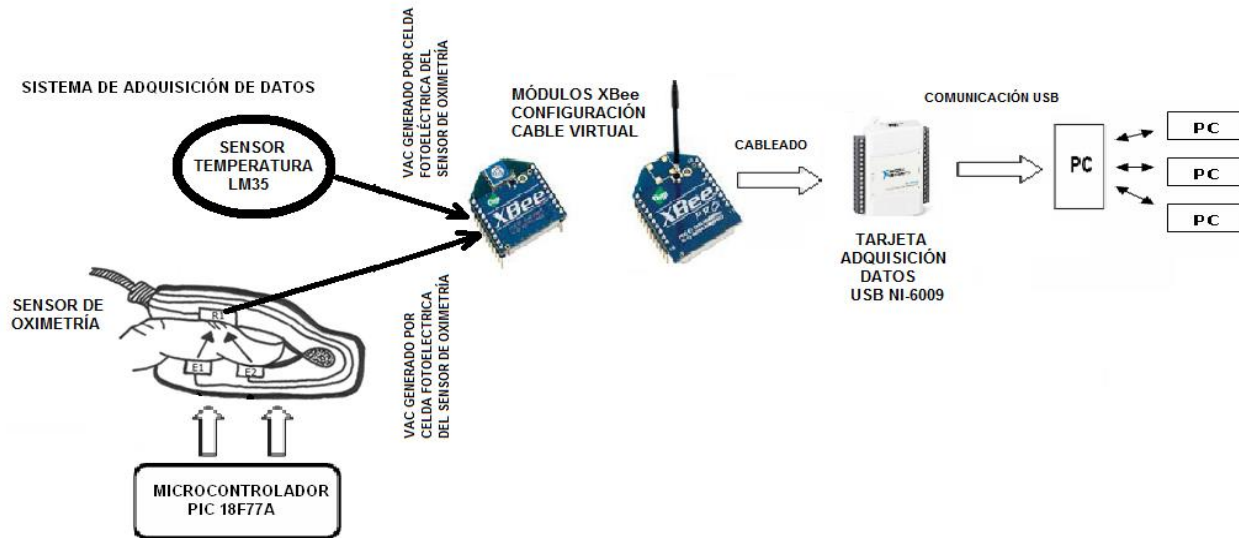 SISTEMA DE ADQUISICIÓN DE DATOS
SENSOR
TEMPERATURA
LM35
VAC GENERADO POR CELDA
FOTOELÉCTRICA DEL
SENSOR DE OXIMETRÍA
MÓDULOS XBee
CONFIGURACIÓN
CABLE VIRTUAL
XBee
XBee
CABLEADO
COMUNICACIÓN USB
PC
PC
PC
PC
TARJETA
ADQUISICIÓN
DATOS
USB NI-6009
SENSOR DE
OXIMETRÍA
R1
E1
E2
VAC GENERADO POR
CELDA FOTOELECTRICA
DEL SENSOR DE OXIMETRÍA
MICROCONTROLADOR
PIC 18F77A